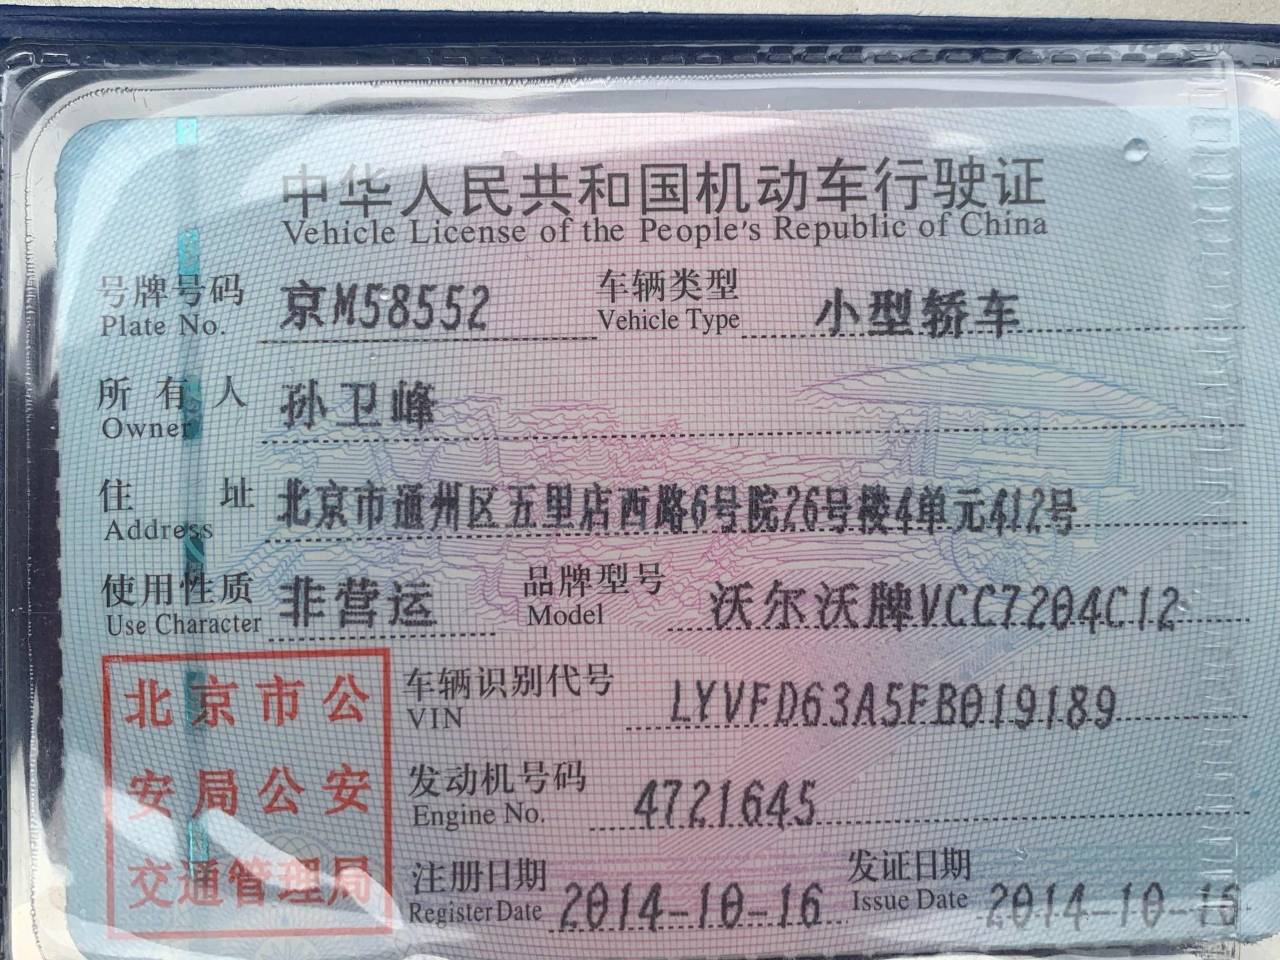 中华人民共和国机动车行驶证
Vehicle License of the People's Republic of China
号牌号码 京M58552 车辆类型 小型轿车
Plate No. Vehicle Type
所有人 孙卫峰
Owner
住址 北京市通州区五里店西路6号院26号楼4单元412号
Address
使用性质 非营运 品牌型号 沃尔沃牌VCC7204C12
Use Character Model
北京市公
安局公安
交通管理局
车辆识别代号 LYVFD63A5FB019189
VIN
发动机号码 4721645
Engine No.
注册日期 2014-10-16 发证日期 2014-10-16
Register Date Issue Date